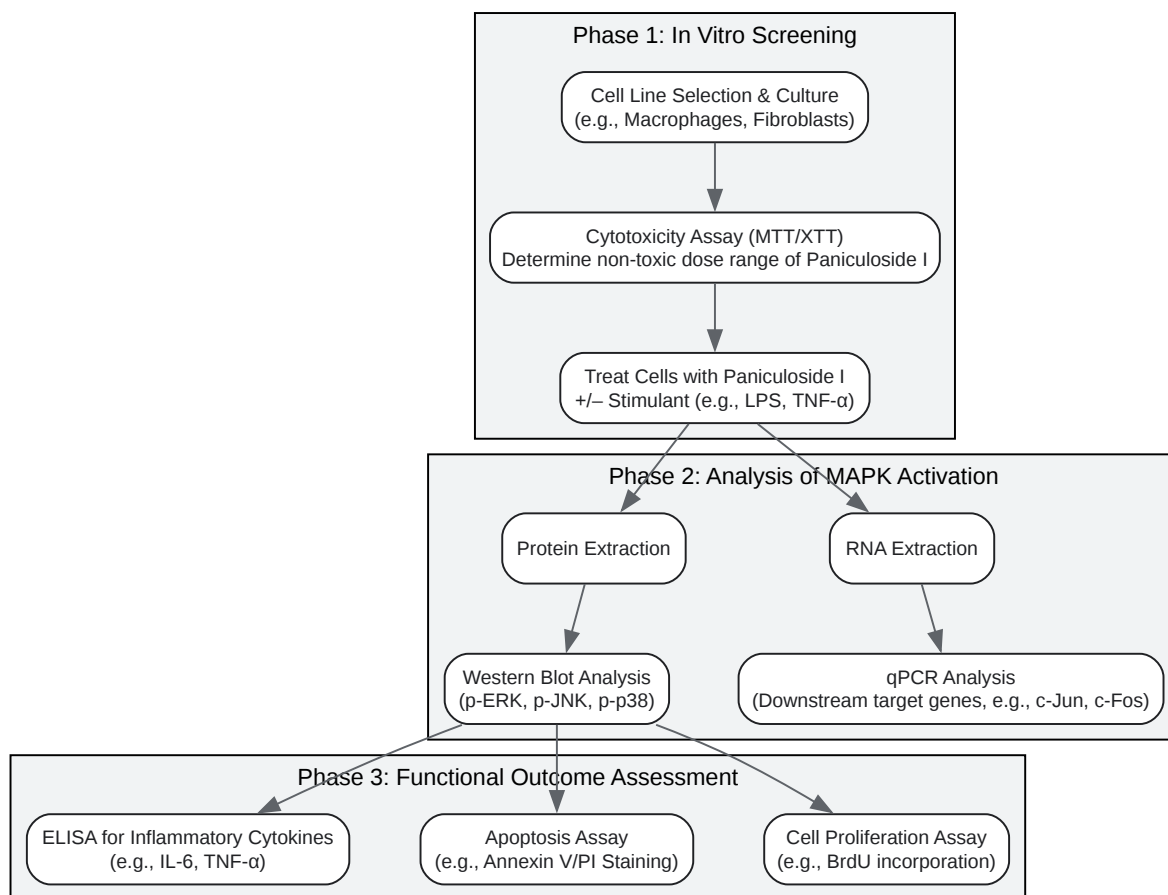 Phase 1: In Vitro Screening
Cell Line Selection & Culture
(e.g., Macrophages, Fibroblasts)
Cytotoxicity Assay (MTT/XTT)
Determine non-toxic dose range of Paniculoside I
Treat Cells with Paniculoside I
+/– Stimulant (e.g., LPS, TNF-α)
Phase 2: Analysis of MAPK Activation
Protein Extraction
RNA Extraction
Western Blot Analysis
(p-ERK, p-JNK, p-p38)
qPCR Analysis
(Downstream target genes, e.g., c-Jun, c-Fos)
Phase 3: Functional Outcome Assessment
ELISA for Inflammatory Cytokines
(e.g., IL-6, TNF-α)
Apoptosis Assay
(e.g., Annexin V/PI Staining)
Cell Proliferation Assay
(e.g., BrdU incorporation)